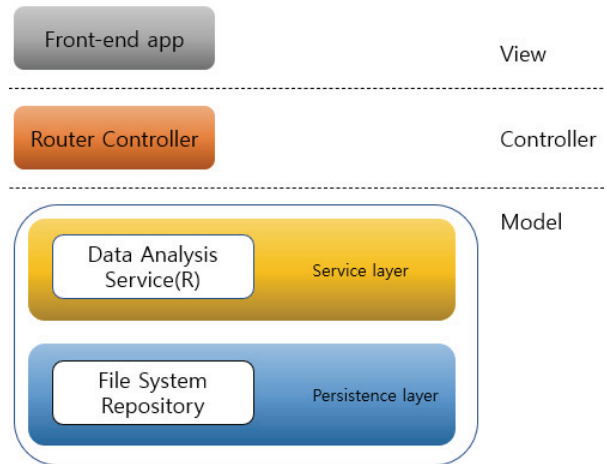 Front-end app
View
Router Controller
Controller
Model
Data Analysis
Service(R)
Service layer
File System
Repository
Persistence layer